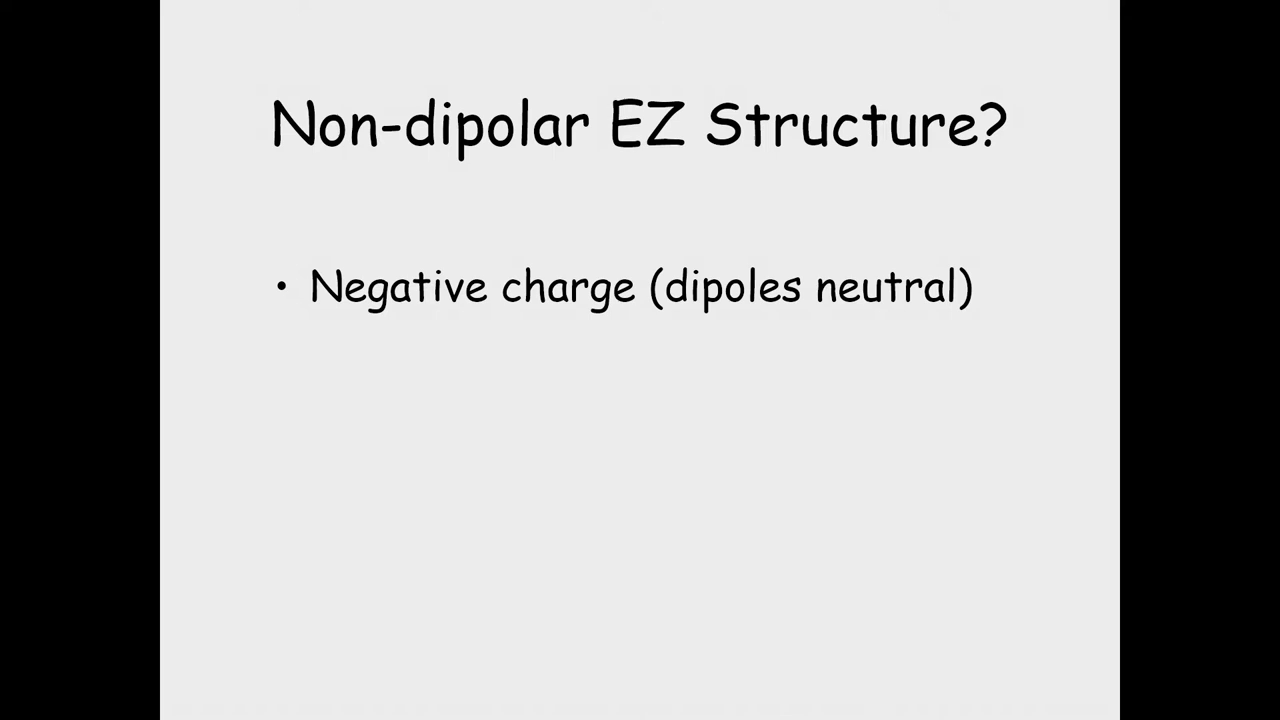 Non-dipolar EZ Structure?
• Negative charge (dipoles neutral)